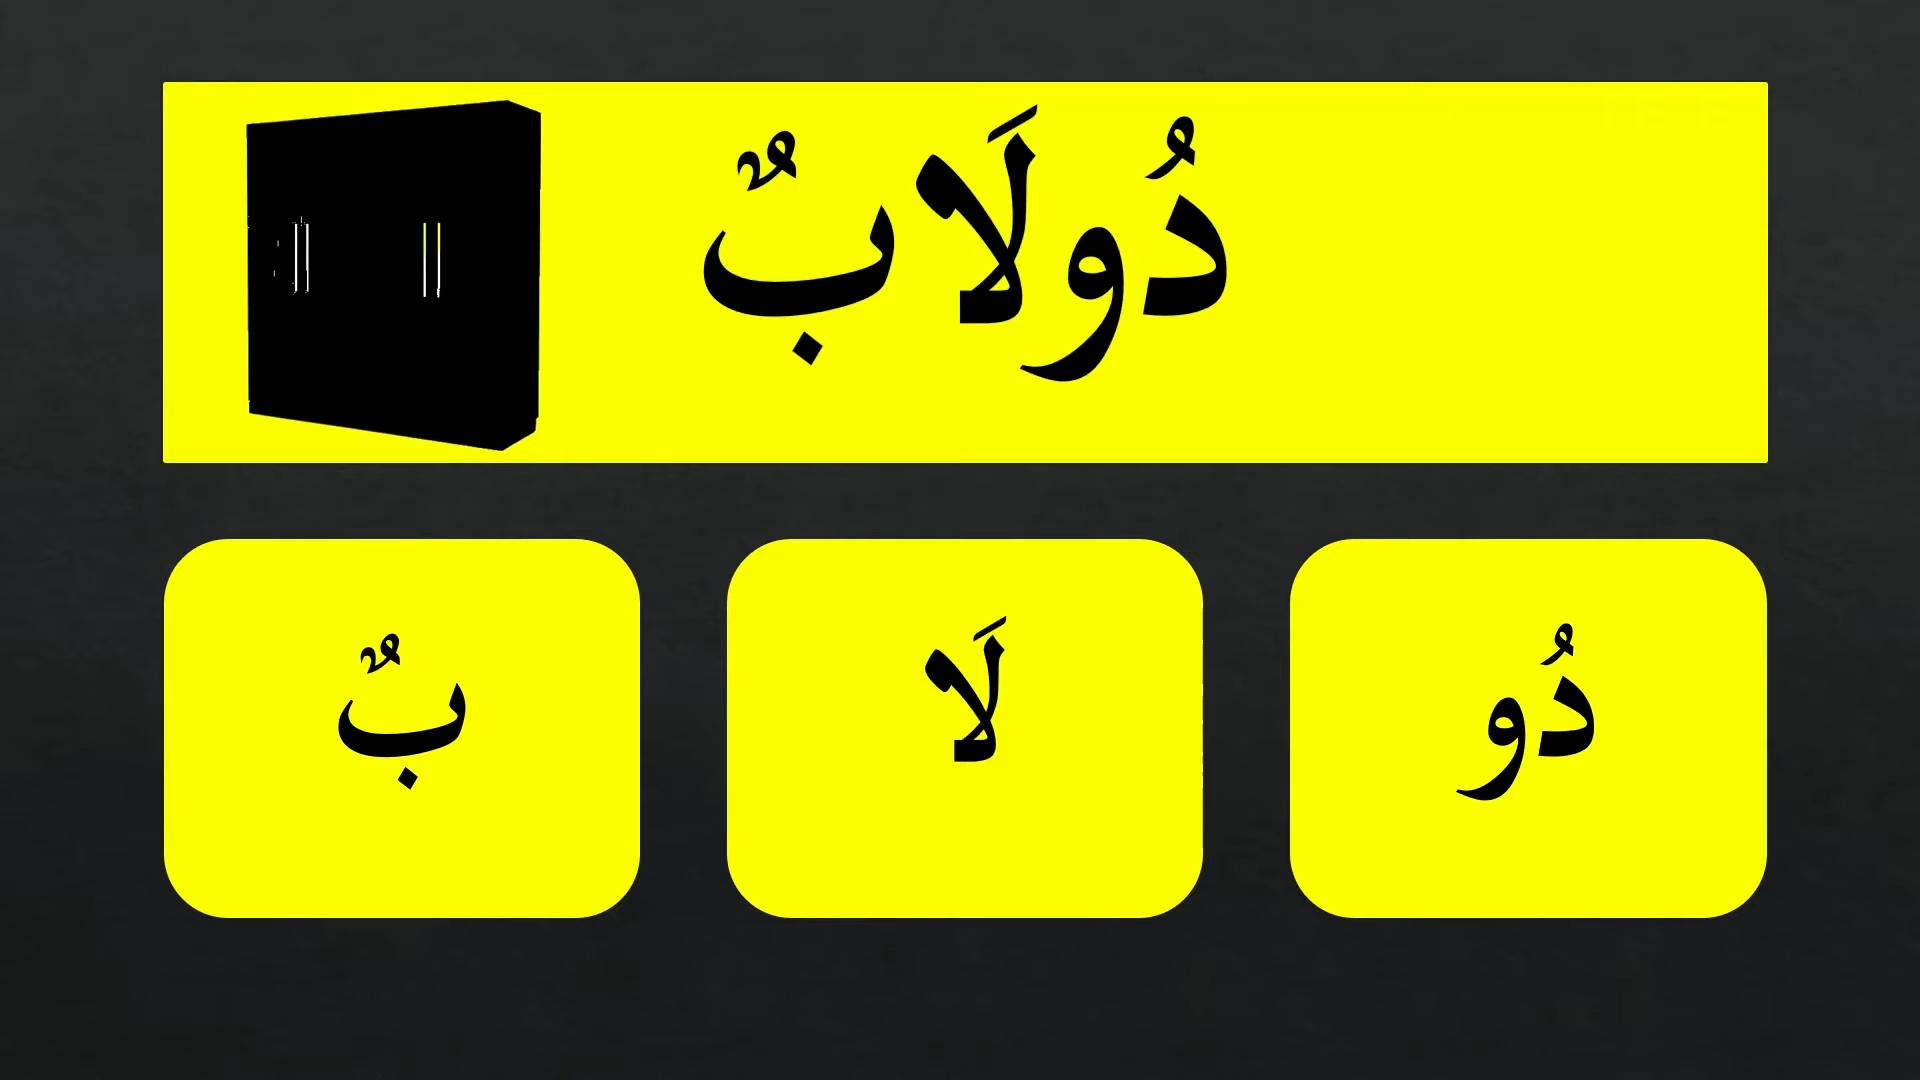 دُولَابٌ
دُو
لَا
بٌ